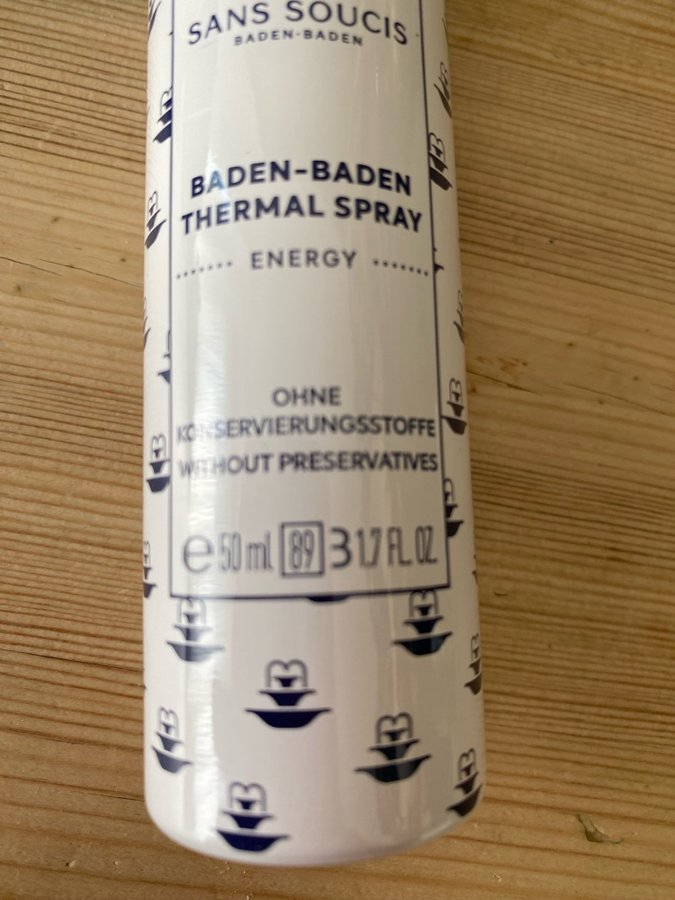 SANS SOUCIS
BADEN-BADEN
BADEN-BADEN
THERMAL SPRAY
ENERGY
OHNE
KONSERVIERUNGSSTOFFE
WITHOUT PRESERVATIVES
e 50 ml 89 3 1.7 FL. OZ.